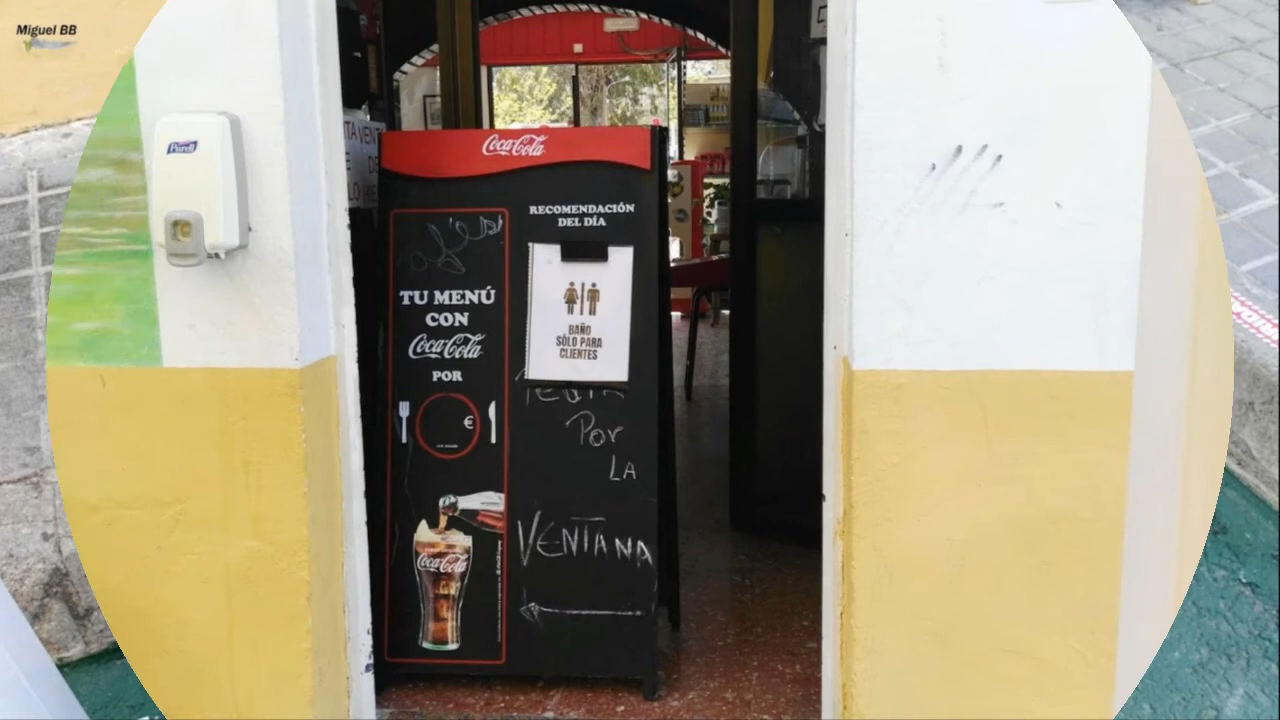 Miguel BB
Purell
Coca-Cola
RECOMENDACIÓN
DEL DÍA
TU MENÚ
CON
Coca-Cola
POR
€
BAÑO
SÓLO PARA
CLIENTES
Por
LA
VENTANA
Coca-Cola